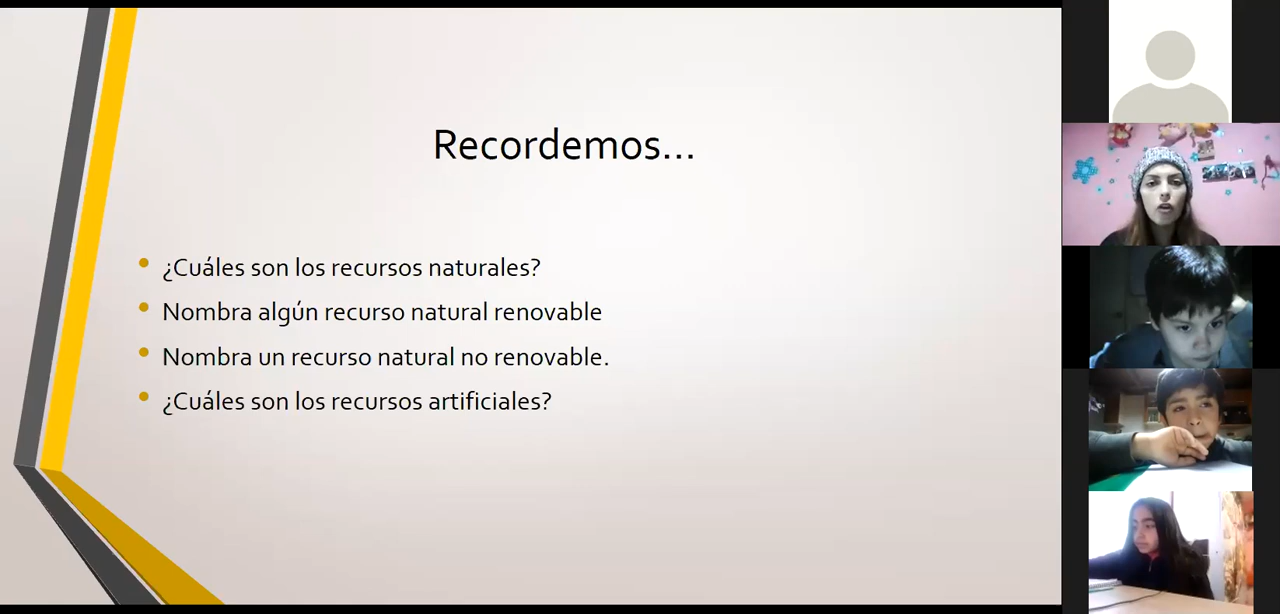 Recordemos...
¿Cuáles son los recursos naturales?
Nombra algún recurso natural renovable
Nombra un recurso natural no renovable.
¿Cuáles son los recursos artificiales?